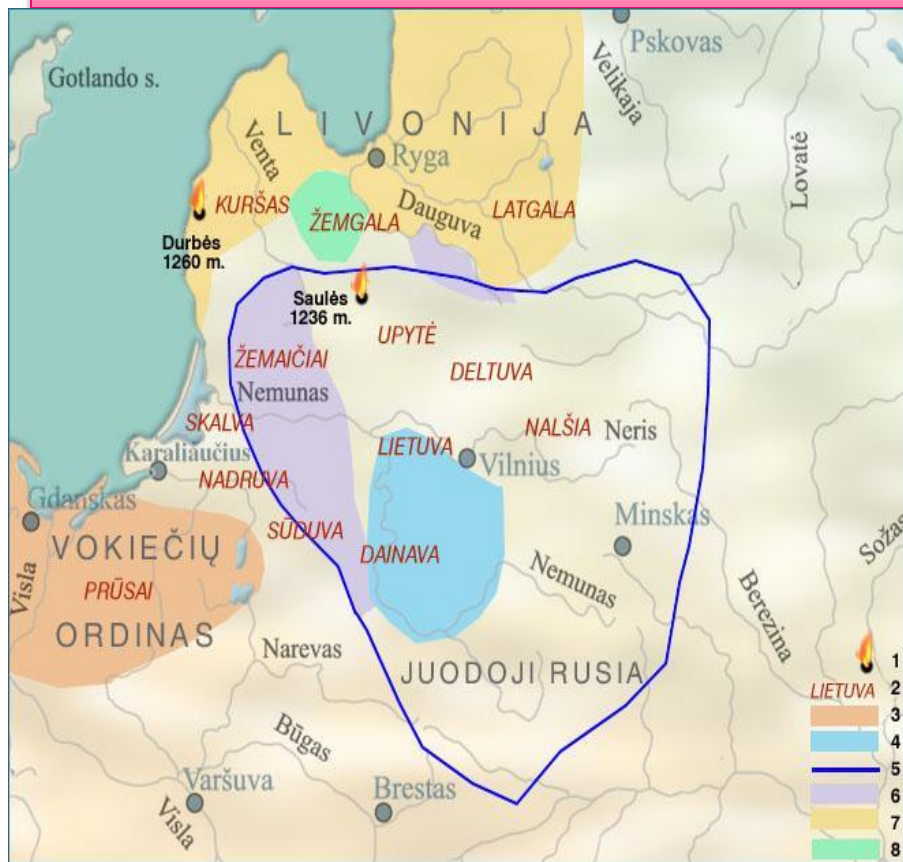 Pskovas
Gotlando s.
Velikaja
LIVONIJA
Venta
Ryga
Lovatė
KURŠAS
ŽEMGALA
Dauguva
LATGALA
Durbės
1260 m.
Saulės
1236 m.
UPYTĖ
ŽEMAIČIAI
DELTUVA
Nemunas
SKALVA
LIETUVA
NALŠIA
Neris
Karaliaučius
Vilnius
NADRUVA
Gdanskas
SŪDUVA
Minskas
VOKIEČIŲ
DAINAVA
Sožas
PRŪSAI
Visla
Nemunas
Berezina
ORDINAS
Narevas
JUODOJI RUSIA
Būgas
Varšuva
Brestas
Visla
1
LIETUVA 2
3
4
5
6
7
8